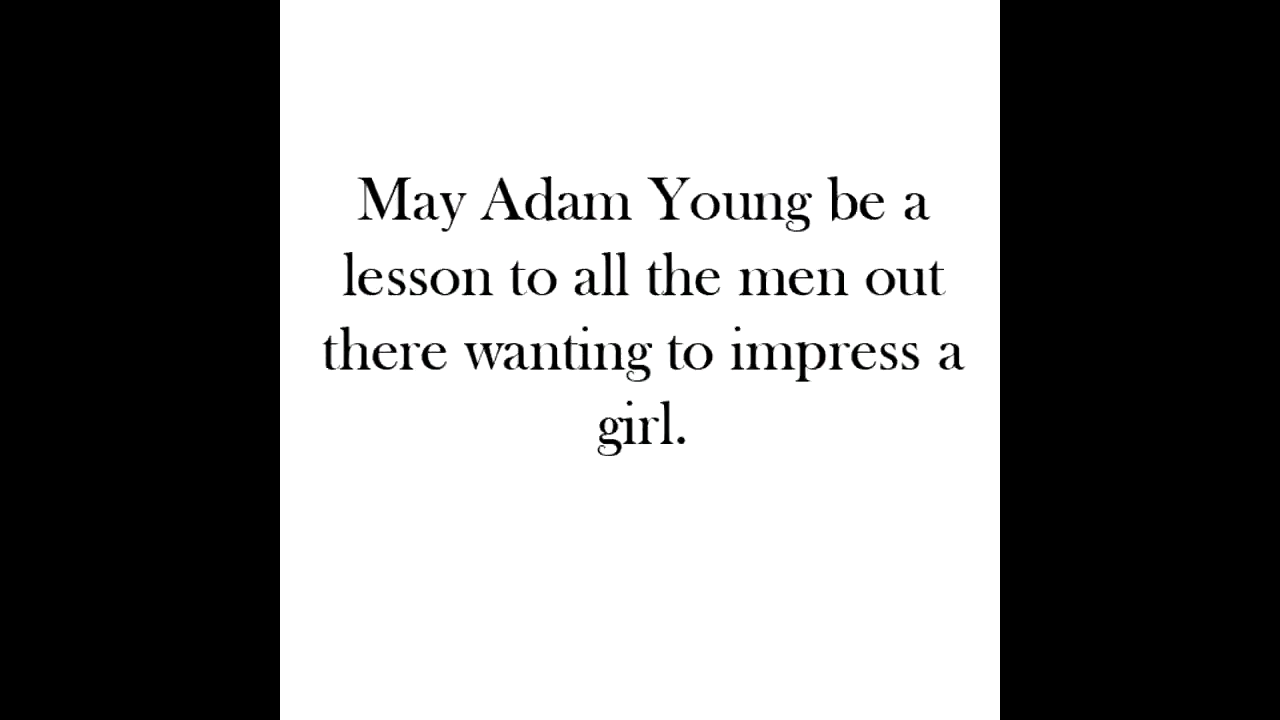 May Adam Young be a
lesson to all the men out
there wanting to impress a
girl.